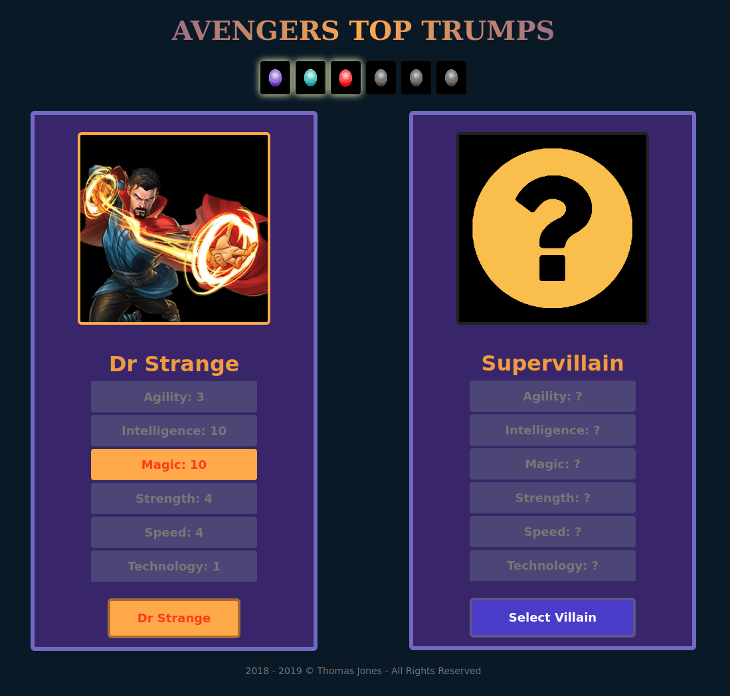 AVENGERS TOP TRUMPS
?
Dr Strange
Agility: 3
Intelligence: 10
Magic: 10
Strength: 4
Speed: 4
Technology: 1
Dr Strange
Supervillain
Agility: ?
Intelligence: ?
Magic: ?
Strength: ?
Speed: ?
Technology: ?
Select Villain
2018 - 2019 © Thomas Jones - All Rights Reserved